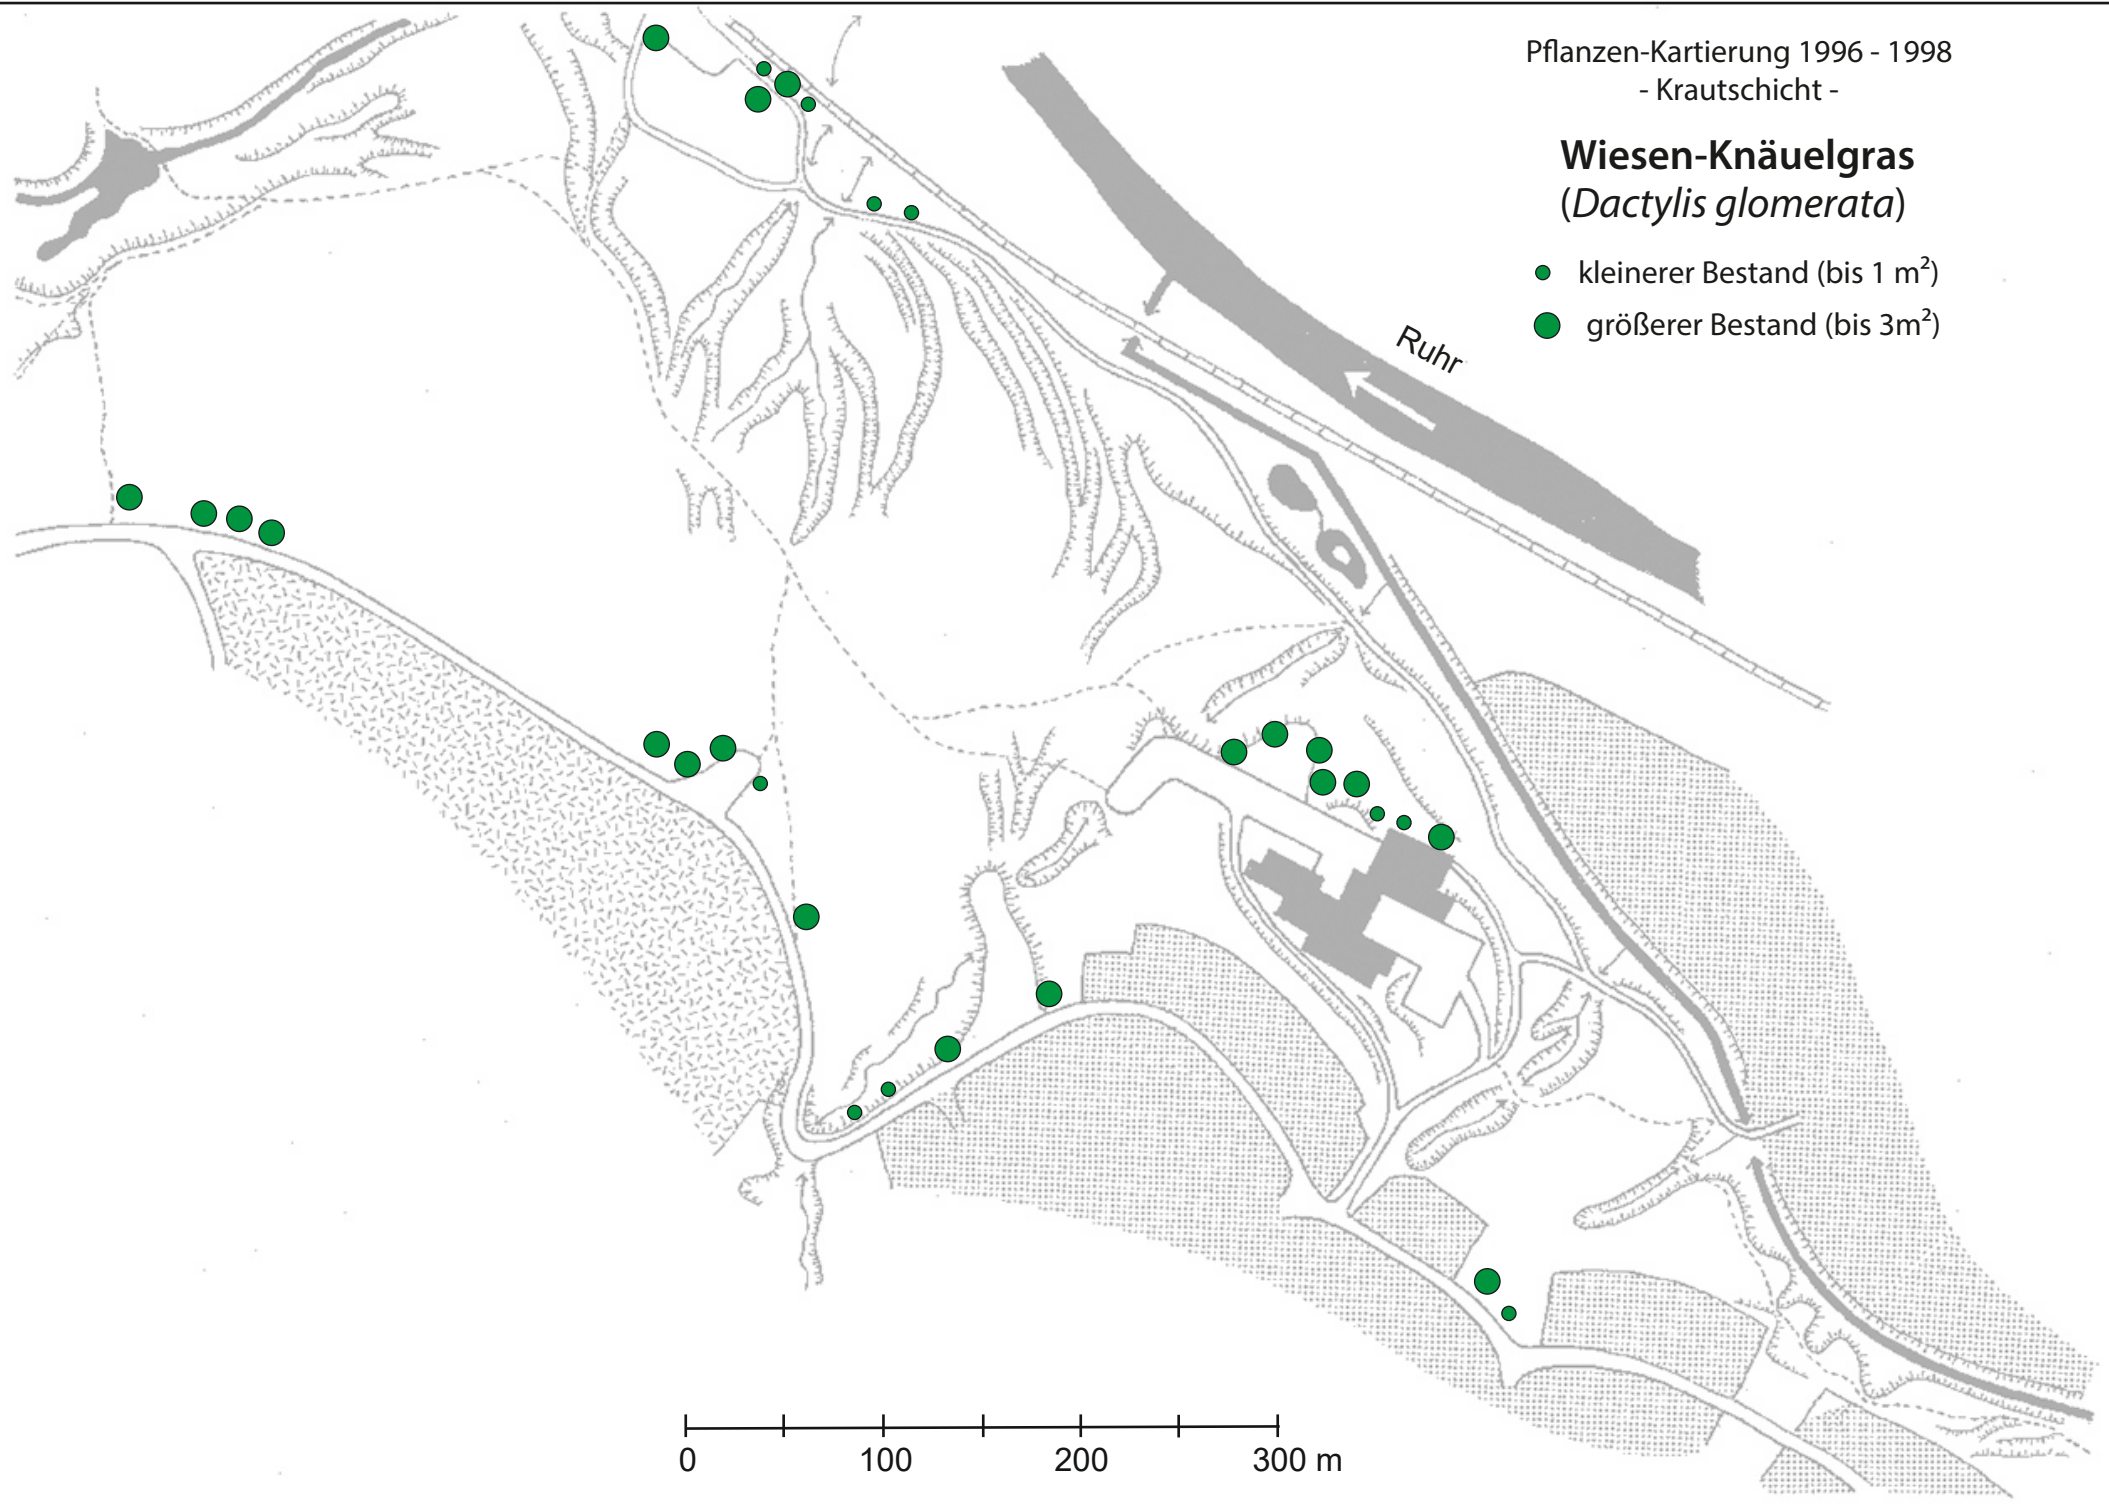 Pflanzen-Kartierung 1996 - 1998
- Krautschicht -
Wiesen-Knäuelgras
(Dactylis glomerata)
kleinerer Bestand (bis 1 m²)
größerer Bestand (bis 3m²)
Ruhr
0 100 200 300 m